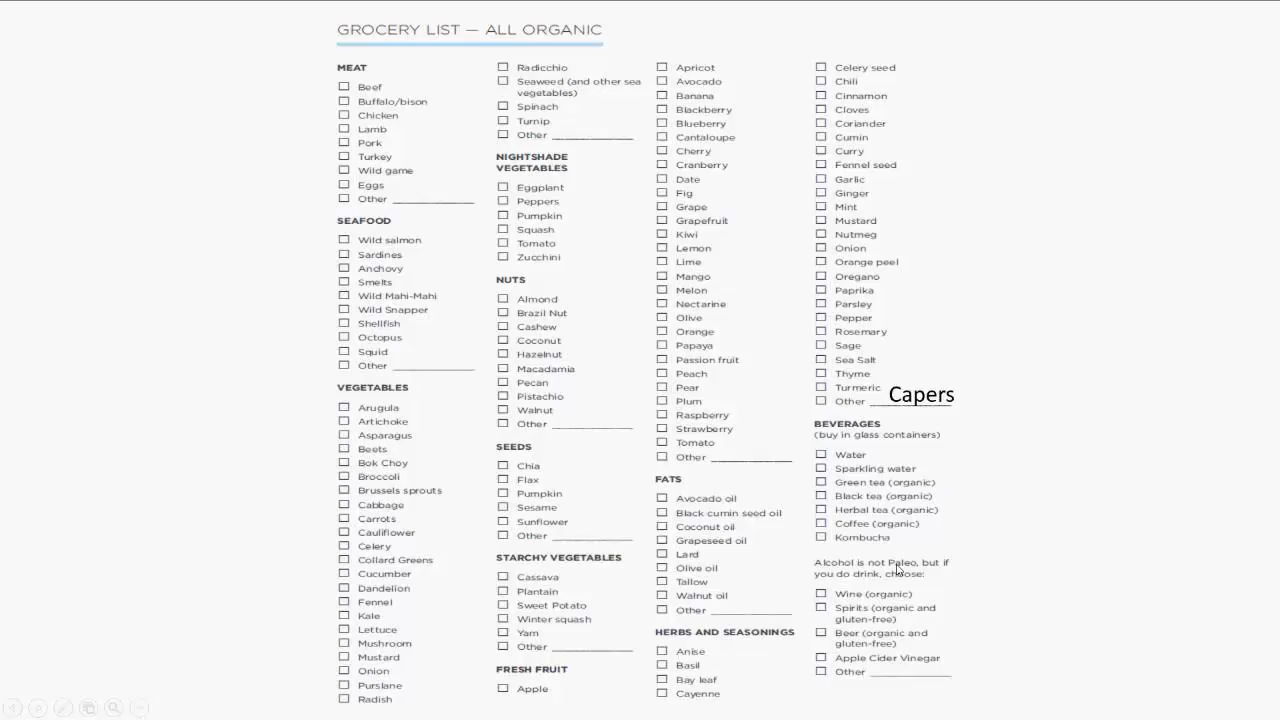 GROCERY LIST — ALL ORGANIC
MEAT
Beef
Buffalo/bison
Chicken
Lamb
Pork
Turkey
Wild game
Eggs
Other
SEAFOOD
Wild salmon
Sardines
Anchovy
Smelts
Wild Mahi-Mahi
Wild Snapper
Shellfish
Octopus
Squid
Other
VEGETABLES
Arugula
Artichoke
Asparagus
Beets
Bok Choy
Broccoli
Brussels sprouts
Cabbage
Carrots
Cauliflower
Celery
Collard Greens
Cucumber
Dandelion
Fennel
Kale
Lettuce
Mushroom
Mustard
Onion
Purslane
Radish
Radicchio
Seaweed (and other sea
vegetables)
Spinach
Turnip
Other
NIGHTSHADE
VEGETABLES
Eggplant
Peppers
Pumpkin
Squash
Tomato
Zucchini
NUTS
Almond
Brazil Nut
Cashew
Coconut
Hazelnut
Macadamia
Pecan
Pistachio
Walnut
Other
SEEDS
Chia
Flax
Pumpkin
Sesame
Sunflower
Other
STARCHY VEGETABLES
Cassava
Plantain
Sweet Potato
Winter squash
Yam
Other
FRESH FRUIT
Apple
Apricot
Avocado
Banana
Blackberry
Blueberry
Cantaloupe
Cherry
Cranberry
Date
Fig
Grape
Grapefruit
Kiwi
Lemon
Lime
Mango
Melon
Nectarine
Olive
Orange
Papaya
Passion fruit
Peach
Pear
Plum
Raspberry
Strawberry
Tomato
Other
FATS
Avocado oil
Black cumin seed oil
Coconut oil
Grapeseed oil
Lard
Olive oil
Tallow
Walnut oil
Other
HERBS AND SEASONINGS
Anise
Basil
Bay leaf
Cayenne
Celery seed
Chili
Cinnamon
Cloves
Coriander
Cumin
Curry
Fennel seed
Garlic
Ginger
Mint
Mustard
Nutmeg
Onion
Orange peel
Oregano
Paprika
Parsley
Pepper
Rosemary
Sage
Sea Salt
Thyme
Turmeric
Other Capers
BEVERAGES
(buy in glass containers)
Water
Sparkling water
Green tea (organic)
Black tea (organic)
Herbal tea (organic)
Coffee (organic)
Kombucha
Alcohol is not Paleo, but if
you do drink, choose:
Wine (organic)
Spirits (organic and
gluten-free)
Beer (organic and
gluten-free)
Apple Cider Vinegar
Other